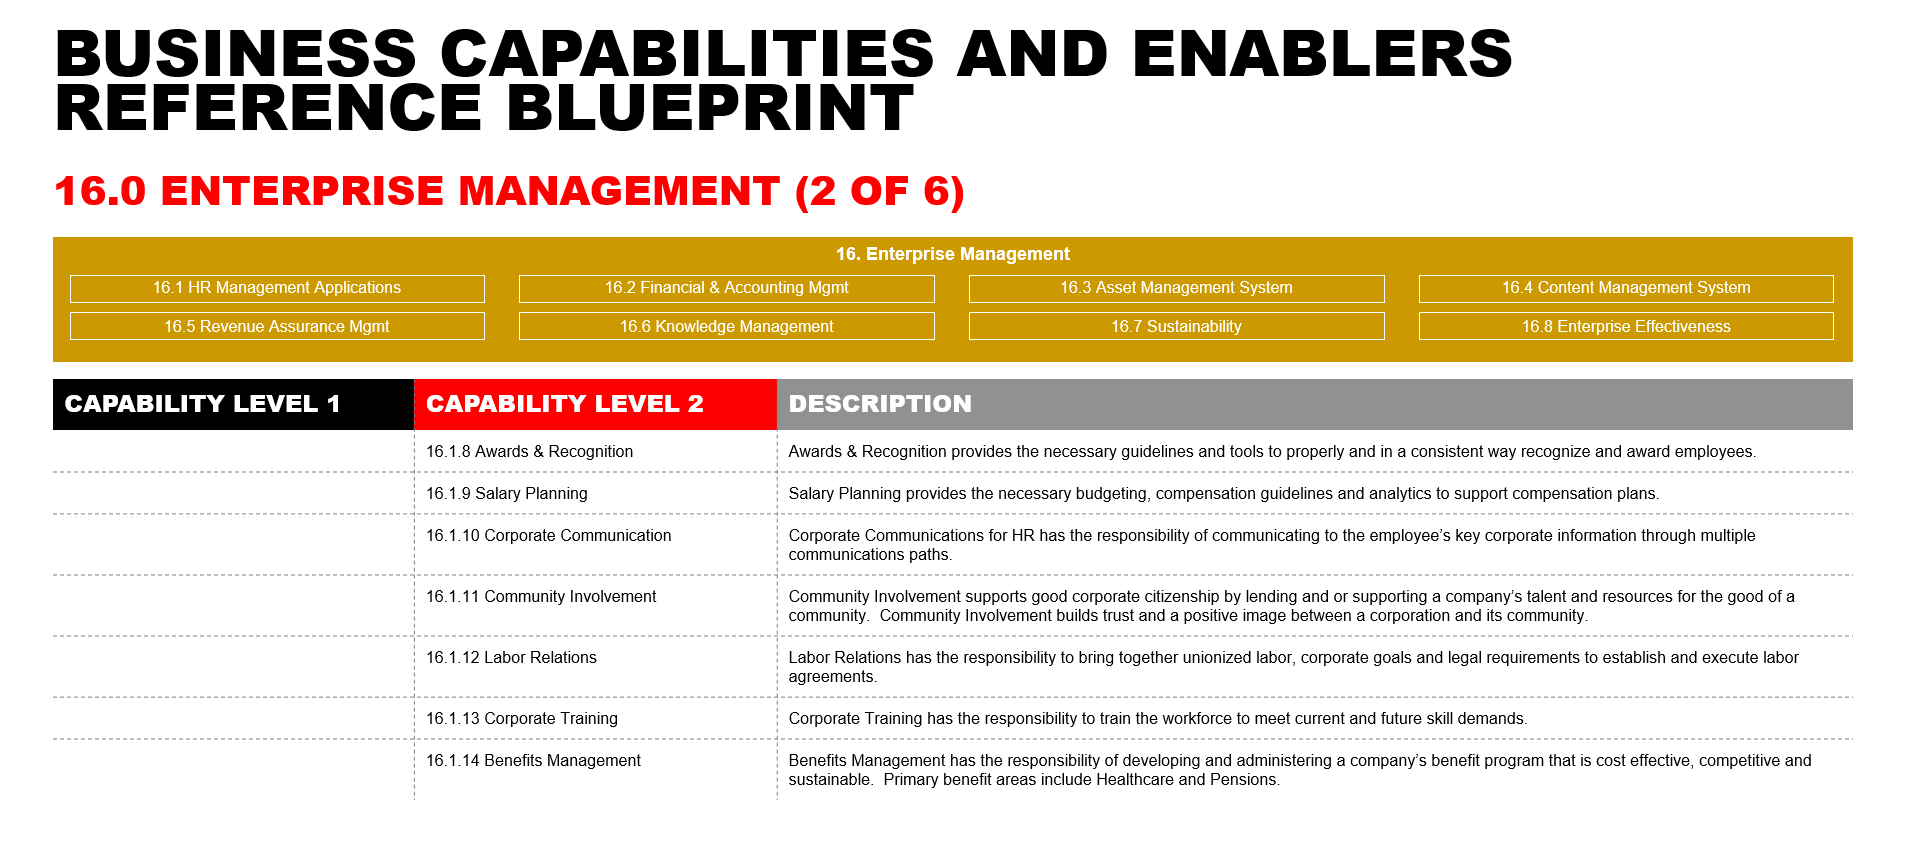 BUSINESS CAPABILITIES AND ENABLERS
REFERENCE BLUEPRINT
16.0 ENTERPRISE MANAGEMENT (2 OF 6)
16. Enterprise Management
16.1 HR Management Applications
16.2 Financial & Accounting Mgmt
16.3 Asset Management System
16.4 Content Management System
16.5 Revenue Assurance Mgmt
16.6 Knowledge Management
16.7 Sustainability
16.8 Enterprise Effectiveness
CAPABILITY LEVEL 1
CAPABILITY LEVEL 2
DESCRIPTION
16.1.8 Awards & Recognition
Awards & Recognition provides the necessary guidelines and tools to properly and in a consistent way recognize and award employees.
16.1.9 Salary Planning
Salary Planning provides the necessary budgeting, compensation guidelines and analytics to support compensation plans.
16.1.10 Corporate Communication
Corporate Communications for HR has the responsibility of communicating to the employee’s key corporate information through multiple
communications paths.
16.1.11 Community Involvement
Community Involvement supports good corporate citizenship by lending and or supporting a company’s talent and resources for the good of a
community.  Community Involvement builds trust and a positive image between a corporation and its community.
16.1.12 Labor Relations
Labor Relations has the responsibility to bring together unionized labor, corporate goals and legal requirements to establish and execute labor
agreements.
16.1.13 Corporate Training
Corporate Training has the responsibility to train the workforce to meet current and future skill demands.
16.1.14 Benefits Management
Benefits Management has the responsibility of developing and administering a company’s benefit program that is cost effective, competitive and
sustainable.  Primary benefit areas include Healthcare and Pensions.